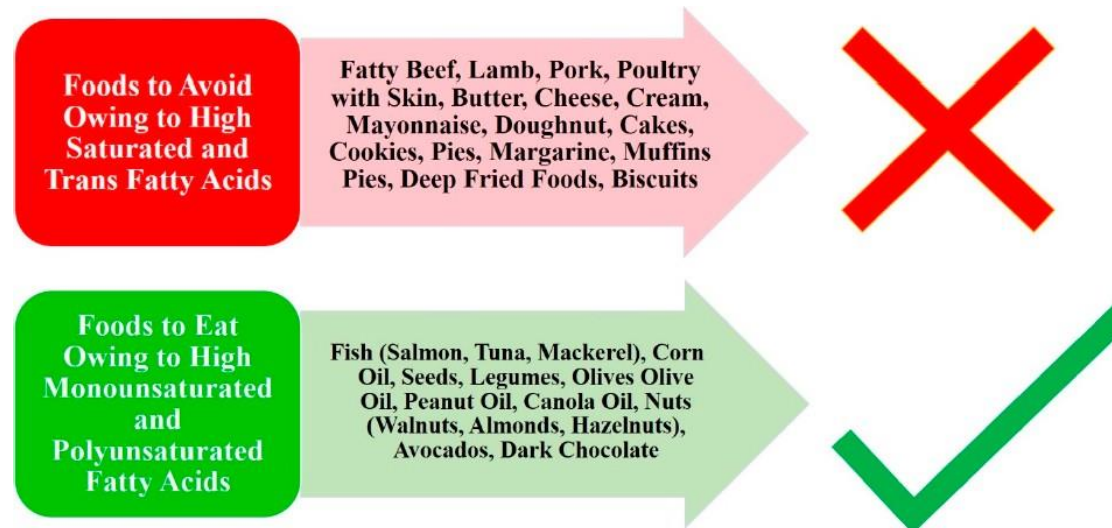 Foods to Avoid
Owing to High
Saturated and
Trans Fatty Acids
Fatty Beef, Lamb, Pork, Poultry
with Skin, Butter, Cheese, Cream,
Mayonnaise, Doughnut, Cakes,
Cookies, Pies, Margarine, Muffins
Pies, Deep Fried Foods, Biscuits
Foods to Eat
Owing to High
Monounsaturated
and
Polyunsaturated
Fatty Acids
Fish (Salmon, Tuna, Mackerel), Corn
Oil, Seeds, Legumes, Olives Olive
Oil, Peanut Oil, Canola Oil, Nuts
(Walnuts, Almonds, Hazelnuts),
Avocados, Dark Chocolate